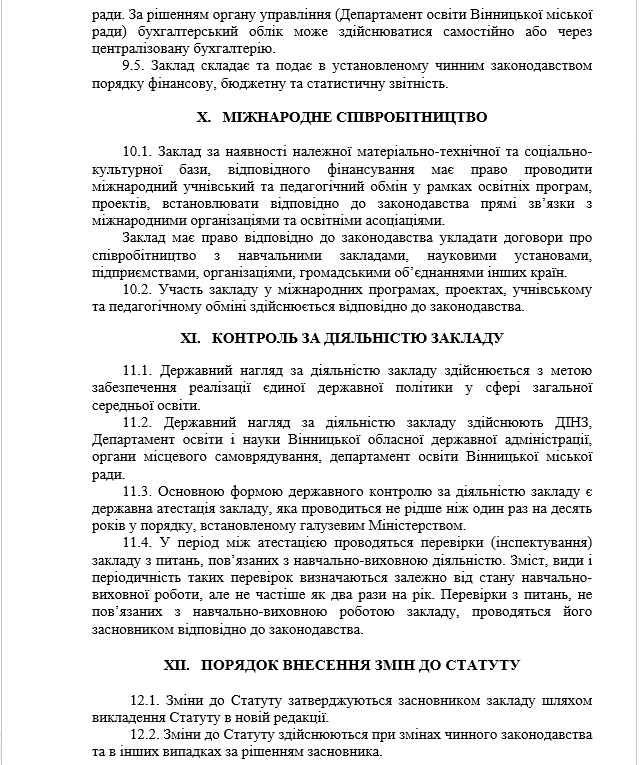 ради. За рішенням органу управління (Департамент освіти Вінницької міської
ради) бухгалтерський облік може здійснюватися самостійно або через
централізовану бухгалтерію.
9.5. Заклад складає та подає в установленому чинним законодавством
порядку фінансову, бюджетну та статистичну звітність.
X. МІЖНАРОДНЕ СПІВРОБІТНИЦТВО
10.1. Заклад за наявності належної матеріально-технічної та соціально-
культурної бази, відповідного фінансування має право проводити
міжнародний учнівський та педагогічний обмін у рамках освітніх програм,
проектів, встановлювати відповідно до законодавства прямі зв’язки з
міжнародними організаціями та освітніми асоціаціями.
Заклад має право відповідно до законодавства укладати договори про
співробітництво з навчальними закладами, науковими установами,
підприємствами, організаціями, громадськими об’єднаннями інших країн.
10.2. Участь закладу у міжнародних програмах, проектах, учнівському
та педагогічному обміні здійснюється відповідно до законодавства.
XI. КОНТРОЛЬ ЗА ДІЯЛЬНІСТЮ ЗАКЛАДУ
11.1. Державний нагляд за діяльністю закладу здійснюється з метою
забезпечення реалізації єдиної державної політики у сфері загальної
середньої освіти.
11.2. Державний нагляд за діяльністю закладу здійснюють ДІНЗ,
Департамент освіти і науки Вінницької обласної державної адміністрації,
органи місцевого самоврядування, департамент освіти Вінницької міської
ради.
11.3. Основною формою державного контролю за діяльністю закладу є
державна атестація закладу, яка проводиться не рідше ніж один раз на десять
років у порядку, встановленому галузевим Міністерством.
11.4. У період між атестацією проводяться перевірки (інспектування)
закладу з питань, пов’язаних з навчально-виховною діяльністю. Зміст, види і
періодичність таких перевірок визначаються залежно від стану навчально-
виховної роботи, але не частіше як два рази на рік. Перевірки з питань, не
пов’язаних з навчально-виховною роботою закладу, проводяться його
засновником відповідно до законодавства.
XII. ПОРЯДОК ВНЕСЕННЯ ЗМІН ДО СТАТУТУ
12.1. Зміни до Статуту затверджуються засновником закладу шляхом
викладення Статуту в новій редакції.
12.2. Зміни до Статуту здійснюються при змінах чинного законодавства
та в інших випадках за рішенням засновника.